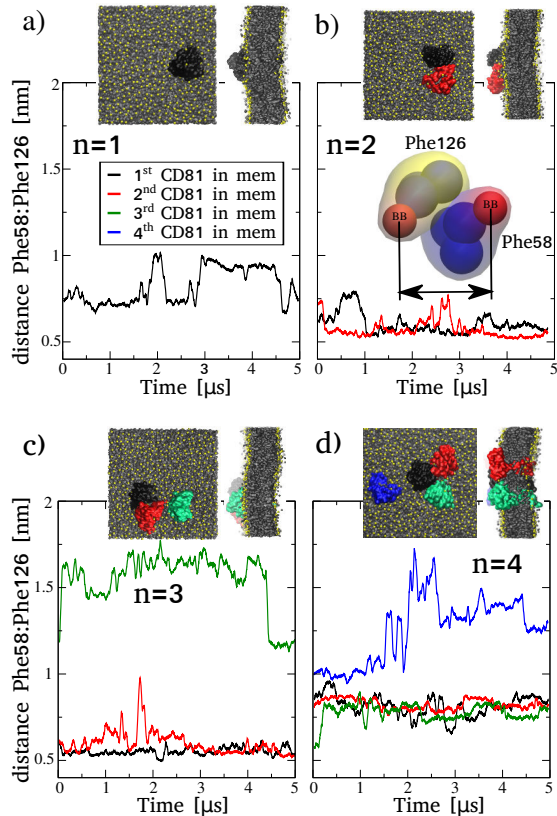 a)
b)
n=1
n=2
1st CD81 in mem
2nd CD81 in mem
3rd CD81 in mem
4th CD81 in mem
Phe126
BB
BB
Phe58
distance Phe58:Phe126 [nm]
2
1.5
1
0.5
0 1 2 3 4 5
Time [μs]
0 1 2 3 4 5
Time [μs]
c)
d)
n=3
n=4
distance Phe58:Phe126 [nm]
2
1.5
1
0.5
0 1 2 3 4 5
Time [μs]
0 1 2 3 4 5
Time [μs]